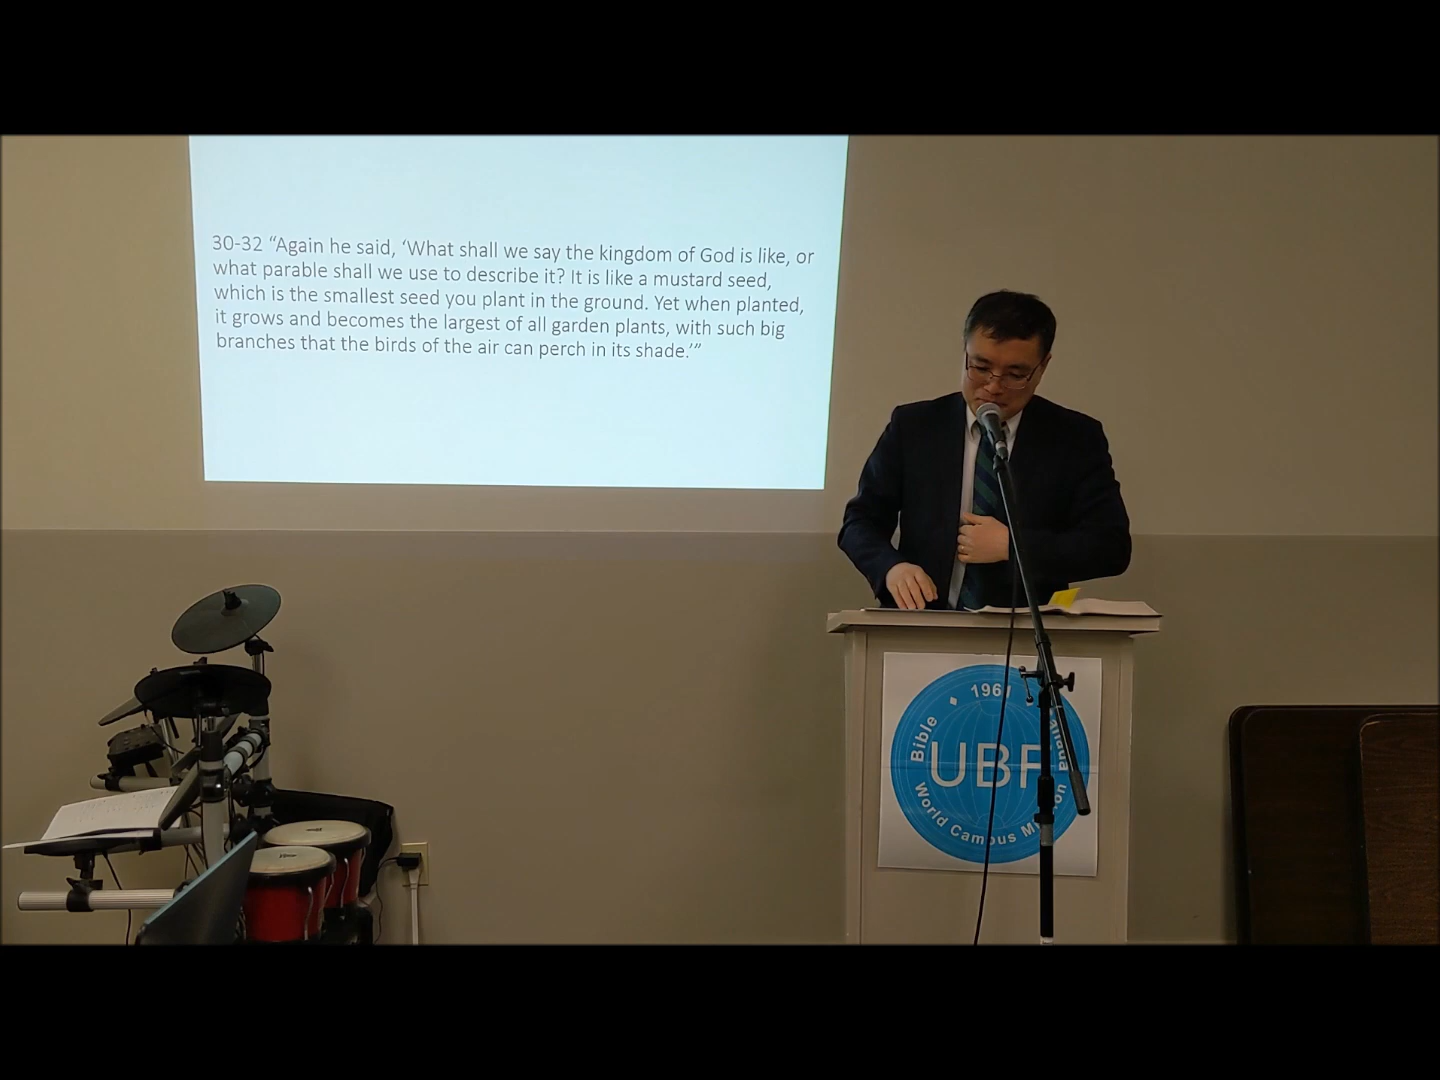 30-32 “Again he said, ‘What shall we say the kingdom of God is like, or
what parable shall we use to describe it? It is like a mustard seed,
which is the smallest seed you plant in the ground. Yet when planted,
it grows and becomes the largest of all garden plants, with such big
branches that the birds of the air can perch in its shade.’”
1961
Bible
UBF
World Campus